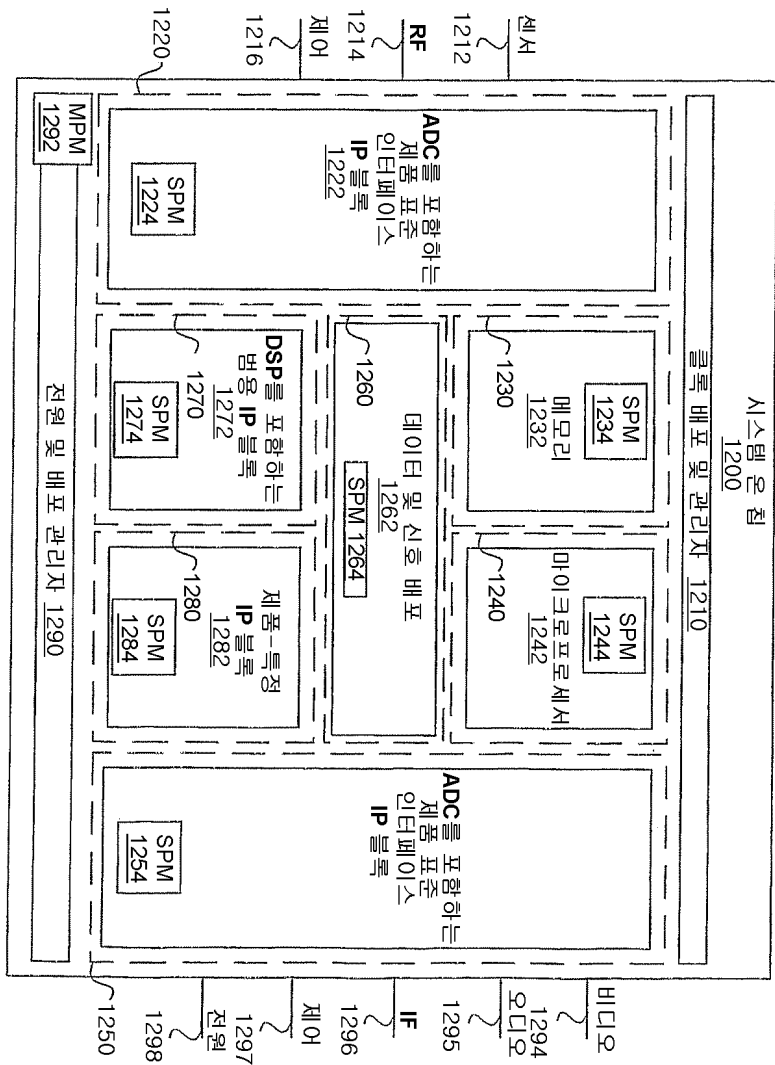 시스템 온 칩
1200
클록 배포 및 관리자 1210
센서
1212
RF
1214
제어
1216
1220
ADC를 포함하는
제품 표준
인터페이스
IP 블록
1222
SPM
1224
1230
SPM
1234
메모리
1232
1240
SPM
1244
마이크로프로세서
1242
1260
데이터 및 신호 배포
1262
SPM 1264
1270
DSP를 포함하는
범용 IP 블록
1272
SPM
1274
1280
제품-특정
IP 블록
1282
SPM
1284
ADC를 포함하는
제품 표준
인터페이스
IP 블록
SPM
1254
1250
비디오
1294
오디오
1295
IF
1296
제어
1297
전원
1298
MPM
1292
전원 및 배포 관리자 1290